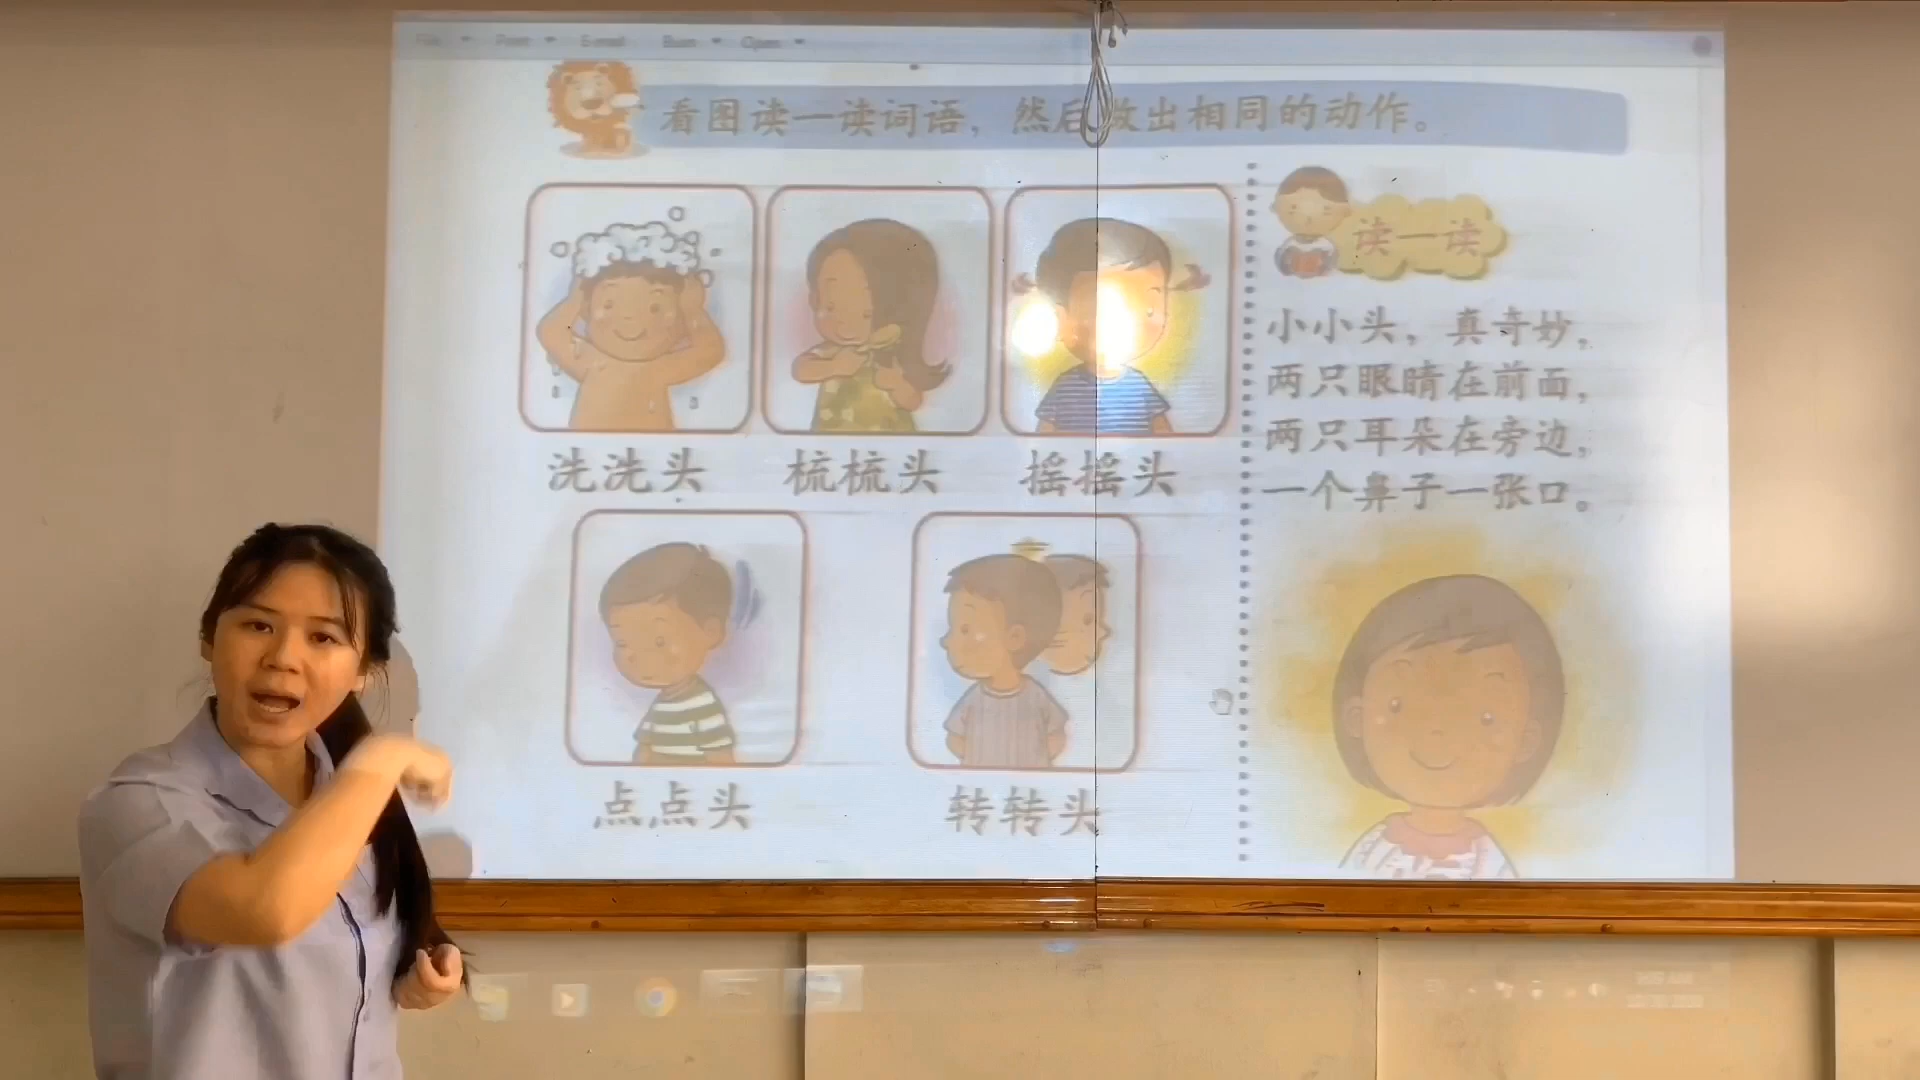 看图读一读词语，然后做出相同的动作。
洗洗头
梳梳头
摇摇头
点点头
转转头
读一读
小小头，真奇妙，
两只眼睛在前面，
两只耳朵在旁边，
一个鼻子一张口。